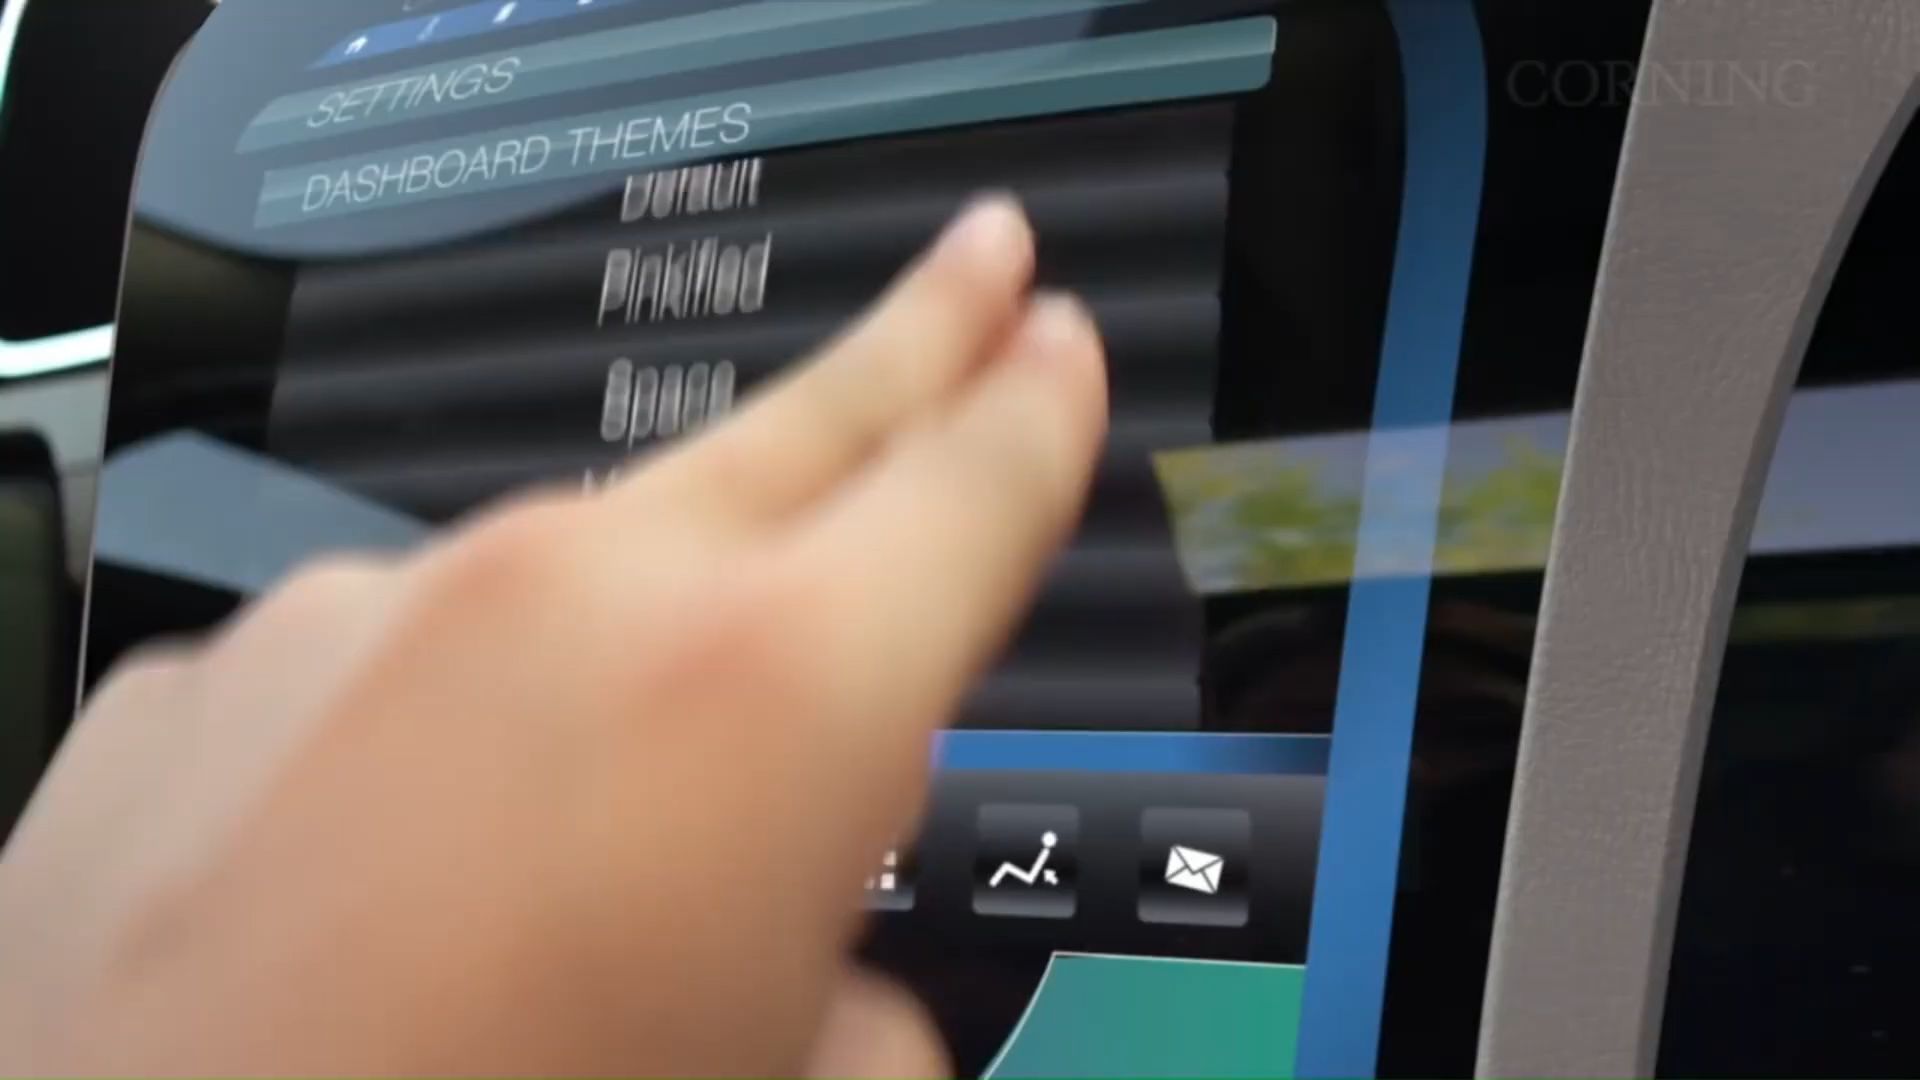 CORNING
SETTINGS
DASHBOARD THEMES
Default
Pinkified
Space